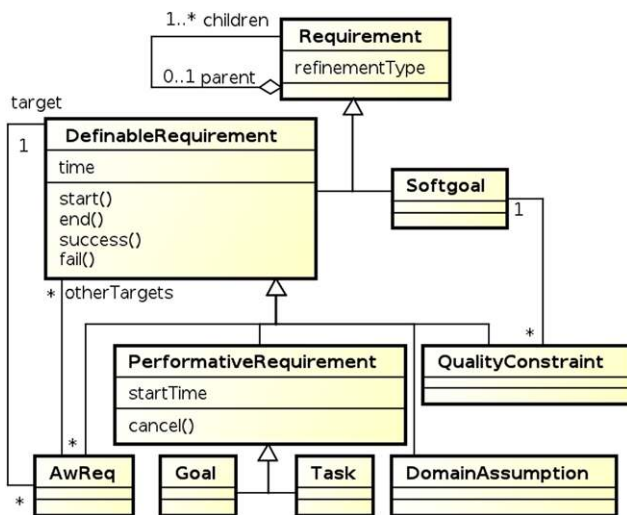 1..* children
Requirement
refinementType
0..1 parent
target
1
DefinableRequirement
time
start()
end()
success()
fail()
Softgoal
1
* otherTargets
*
PerformativeRequirement
startTime
cancel()
QualityConstraint
*
*
AwReq
Goal
Task
DomainAssumption